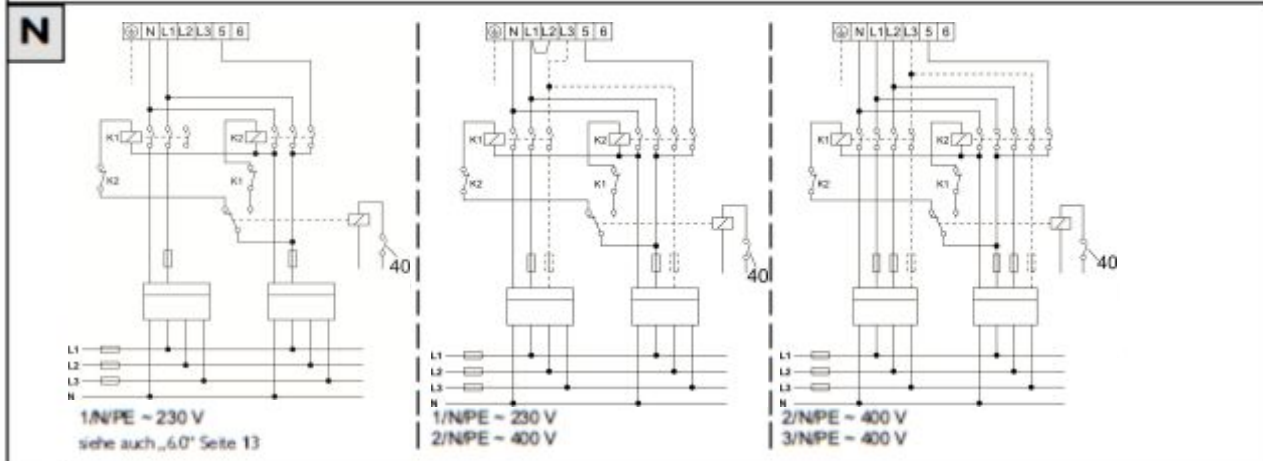 N
N L1 L2 L3 5 6
K1
K2
K2
K1
40
L1
L2
L3
N
1/N/PE ~ 230 V
siehe auch „6.0" Seite 13
N L1 L2 L3 5 6
K1
K2
K2
K1
40
L1
L2
L3
N
1/N/PE ~ 230 V
2/N/PE ~ 400 V
N L1 L2 L3 5 6
K1
K2
K2
K1
40
L1
L2
L3
N
2/N/PE ~ 400 V
3/N/PE ~ 400 V